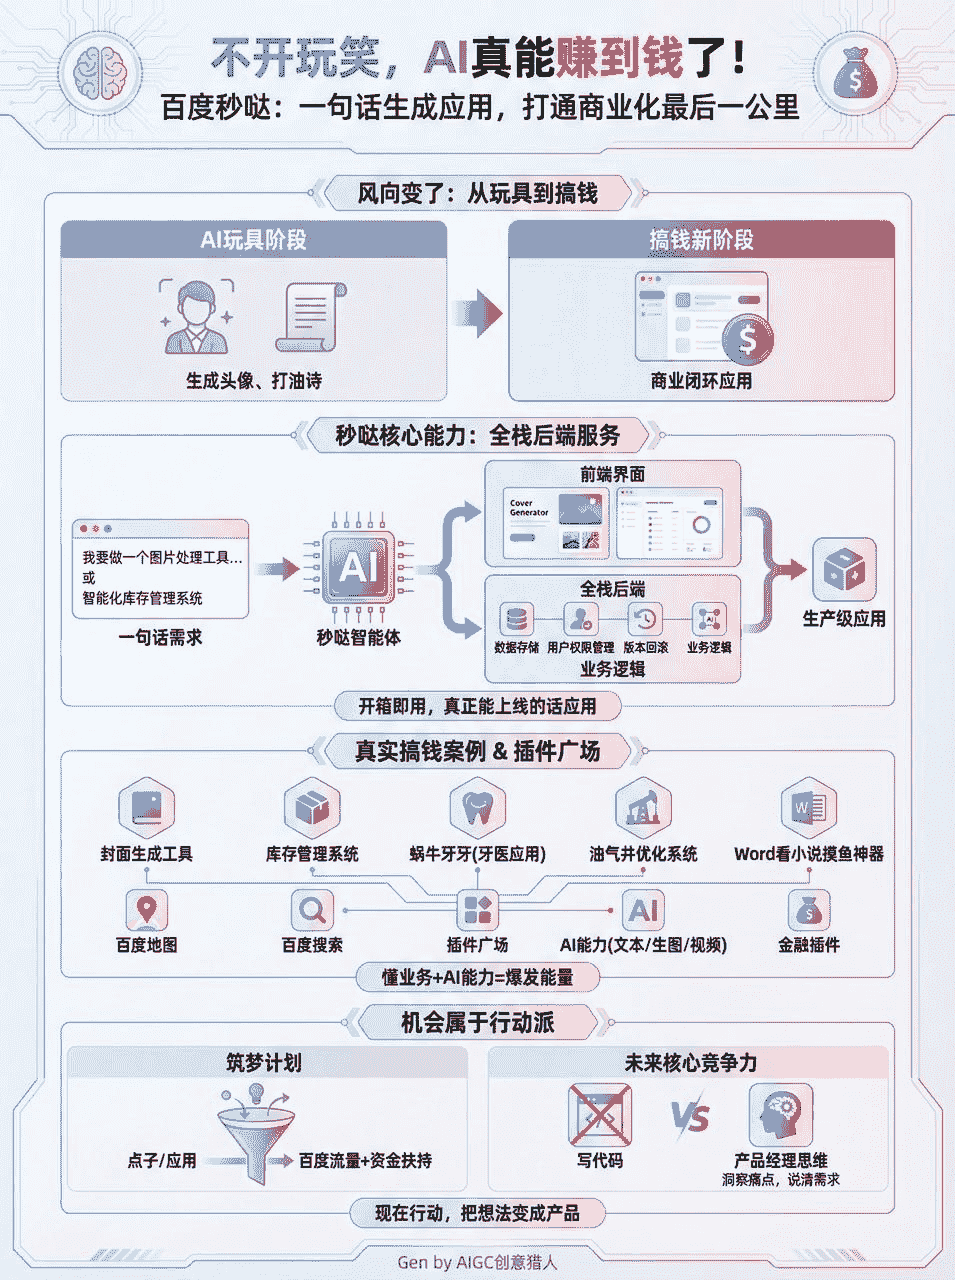 不开玩笑，AI真能赚到钱了！
百度秒哒：一句话生成应用，打通商业化最后一公里
风向变了：从玩具到搞钱
AI玩具阶段
生成头像、打油诗
搞钱新阶段
$
商业闭环应用
秒哒核心能力：全栈后端服务
我要做一个图片处理工具...
或
智能化库存管理系统
一句话需求
AI
秒哒智能体
前端界面
Cover
Generator
全栈后端
数据存储
用户权限管理
版本回滚
AI
业务逻辑
业务逻辑
生产级应用
开箱即用，真正能上线的话应用
真实搞钱案例 & 插件广场
封面生成工具
库存管理系统
蜗牛牙牙(牙医应用)
油气井优化系统
W
Word看小说摸鱼神器
百度地图
百度搜索
插件广场
AI
AI能力(文本/生图/视频)
$
金融插件
懂业务+AI能力=爆发能量
机会属于行动派
筑梦计划
点子/应用
百度流量+资金扶持
未来核心竞争力
</>
写代码
VS
产品经理思维
洞察痛点，说清需求
现在行动，把想法变成产品
Gen by AIGC创意猎人